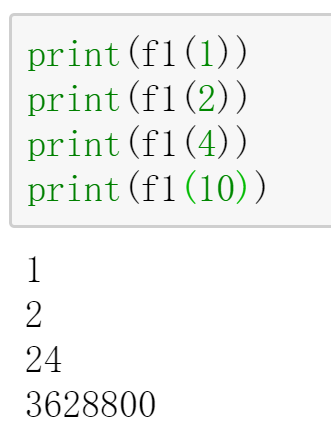 print(f1(1))
print(f1(2))
print(f1(4))
print(f1(10))
1
2
24
3628800